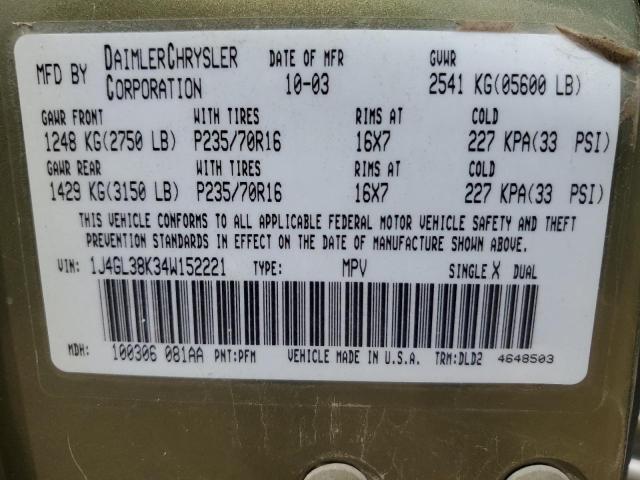 MFD BY DAIMLERCHRYSLER CORPORATION DATE OF MFR 10-03 GVWR 2541 KG(05600 LB)
GAWR FRONT WITH TIRES RIMS AT COLD
1248 KG(2750 LB) P235/70R16 16X7 227 KPA(33 PSI)
GAWR REAR WITH TIRES RIMS AT COLD
1429 KG(3150 LB) P235/70R16 16X7 227 KPA(33 PSI)
THIS VEHICLE CONFORMS TO ALL APPLICABLE FEDERAL MOTOR VEHICLE SAFETY AND THEFT
PREVENTION STANDARDS IN EFFECT ON THE DATE OF MANUFACTURE SHOWN ABOVE.
VIN: 1J4GL38K34W152221 TYPE: MPV SINGLE X DUAL
MDH: 100306 081AA PNT:PFM VEHICLE MADE IN U.S.A. TRM:DLD2 4648503